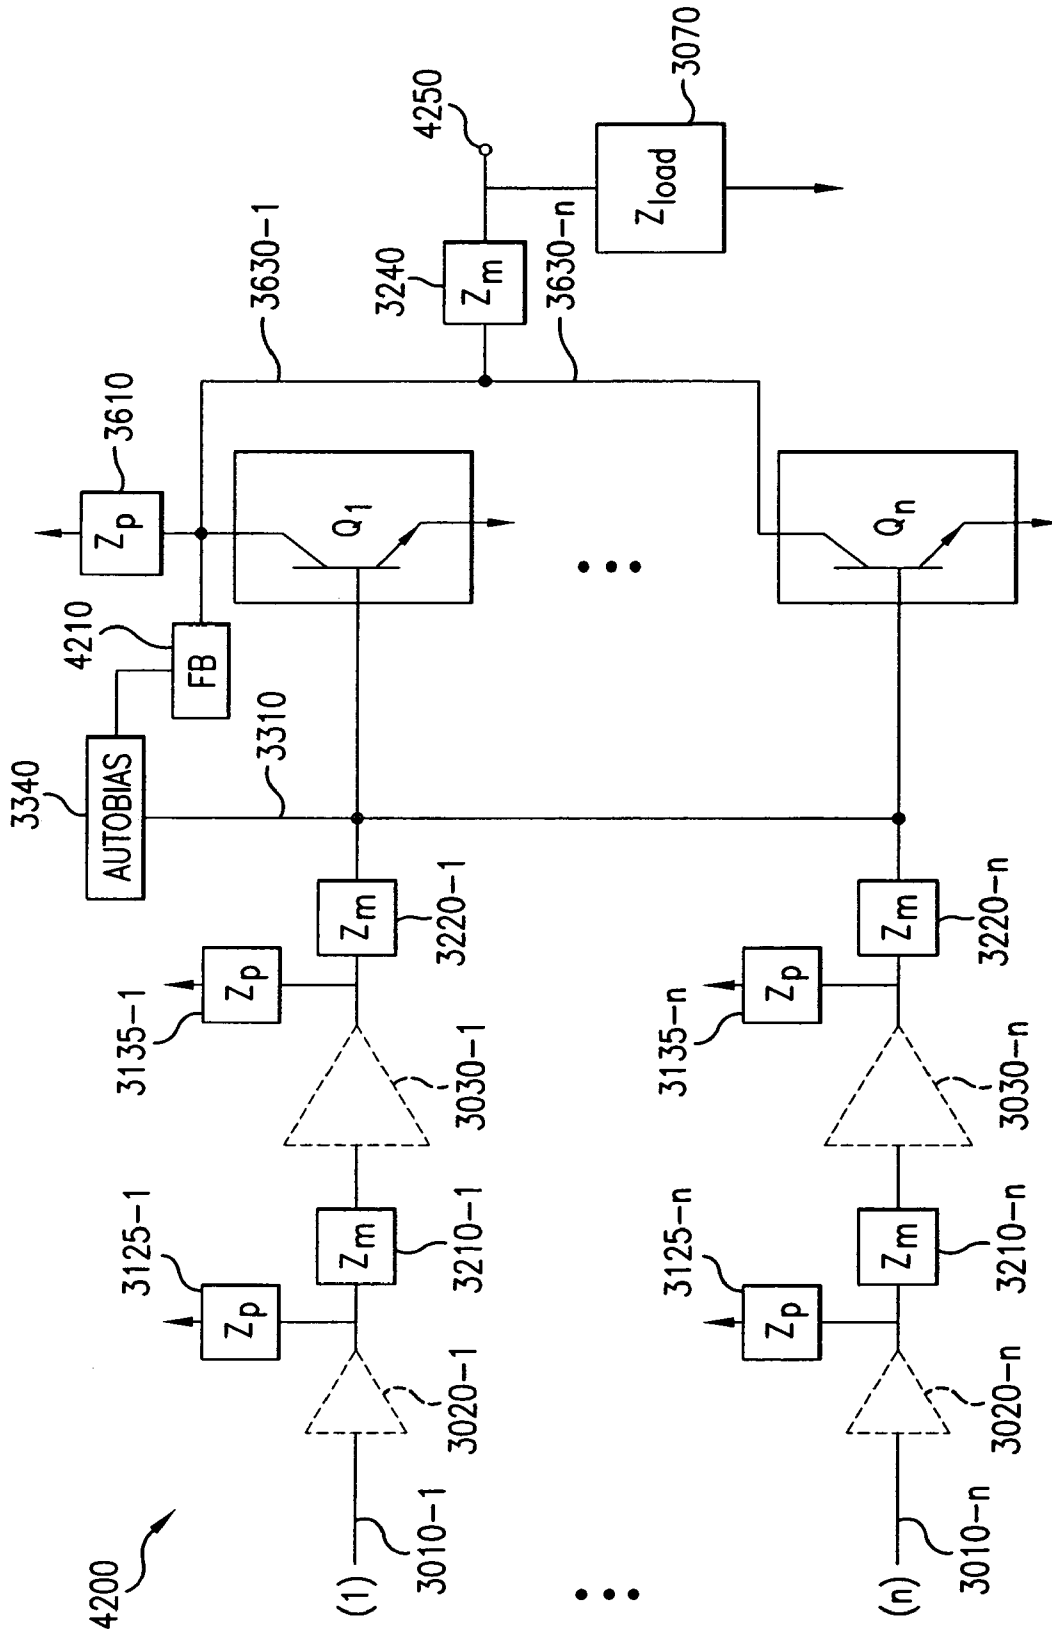 4200
(1)
3010-1
3020-1
3125-1
Zp
Zm
3210-1
3030-1
3135-1
Zp
Zm
3220-1
3340
AUTOBIAS
3310
4210
FB
Zp
3610
Q1
3630-1
3240
Zm
4250
3630-n
Zload
3070
(n)
3010-n
3020-n
3125-n
Zp
Zm
3210-n
3030-n
3135-n
Zp
Zm
3220-n
Qn